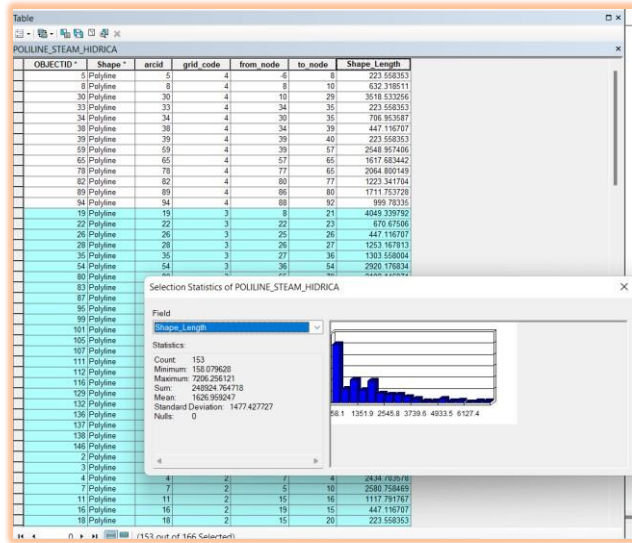 Table
POLILINE_STEAM_HIDRICA
OBJECTID * Shape * arcid grid_code from_node to_node Shape_Length
5 Polyline 5 4 -6 8 223.558353
8 Polyline 8 4 8 10 632.318511
30 Polyline 30 4 10 29 3518.533256
33 Polyline 33 4 34 35 223.558353
34 Polyline 34 4 30 35 706.953587
38 Polyline 38 4 34 39 447.116707
39 Polyline 39 4 39 40 223.558353
59 Polyline 59 4 39 57 2548.957406
65 Polyline 65 4 57 65 1617.683442
78 Polyline 78 4 77 65 2064.800149
82 Polyline 82 4 80 77 1223.341704
89 Polyline 89 4 86 80 1711.753728
94 Polyline 94 4 88 92 999.78335
19 Polyline 19 3 8 21 4049.339792
22 Polyline 22 3 22 23 670.67506
26 Polyline 26 3 25 26 447.116707
28 Polyline 28 3 26 27 1253.167813
35 Polyline 35 3 27 36 1303.558004
54 Polyline 54 3 36 54 2920.176834
80 Polyline
83 Polyline
87 Polyline
95 Polyline
99 Polyline
101 Polyline
105 Polyline
107 Polyline
111 Polyline
112 Polyline
116 Polyline
129 Polyline
132 Polyline
136 Polyline
137 Polyline
138 Polyline
146 Polyline
2 Polyline
3 Polyline
4 Polyline 4 2 7 4 2434.703578
7 Polyline 7 2 5 10 2580.758469
11 Polyline 11 2 15 16 1117.791767
16 Polyline 16 2 19 15 447.116707
18 Polyline 18 2 15 20 223.558353
0 (153 out of 166 Selected)
Selection Statistics of POLILINE_STEAM_HIDRICA
Field
Shape_Length
Statistics:
Count: 153
Minimum: 158.079628
Maximum: 7206.256121
Sum: 248924.764718
Mean: 1626.959247
Standard Deviation: 1477.427727
Nulls: 0
58.1 1351.9 2545.8 3739.6 4933.5 6127.4